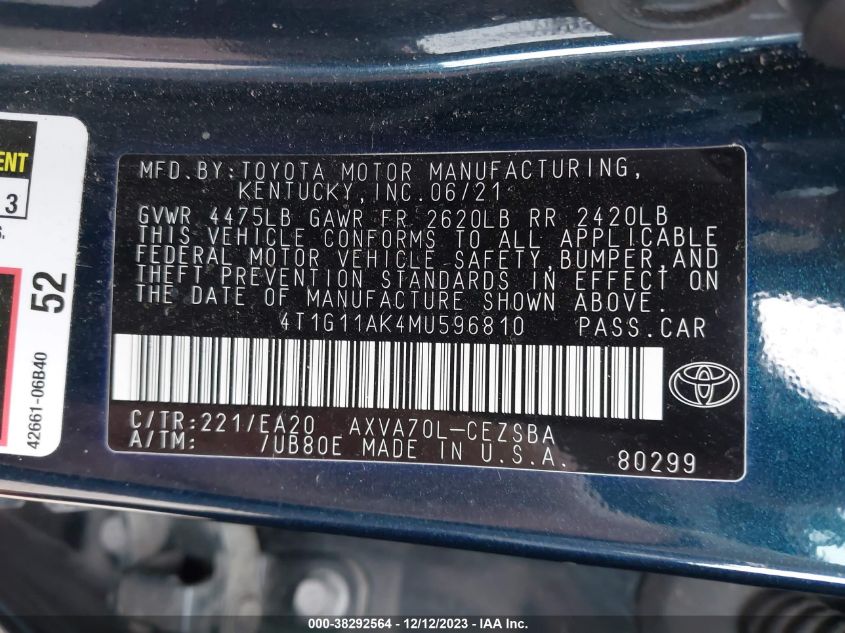 ENT
3
S.
52
42661-06B40
MFD.BY:TOYOTA MOTOR MANUFACTURING,
KENTUCKY,INC.06/21
GVWR 4475LB GAWR FR 2620LB RR 2420LB
THIS VEHICLE CONFORMS TO ALL APPLICABLE
FEDERAL MOTOR VEHICLE SAFETY,BUMPER,AND
THEFT PREVENTION STANDARDS IN EFFECT ON
THE DATE OF MANUFACTURE SHOWN ABOVE.
4T1G11AK4MU596810 PASS.CAR
C/TR:221/EA20 AXVA70L-CEZSBA
A/TM: 7UB80E MADE IN U.S.A. 80299
000-38292564 - 12/12/2023 - IAA Inc.